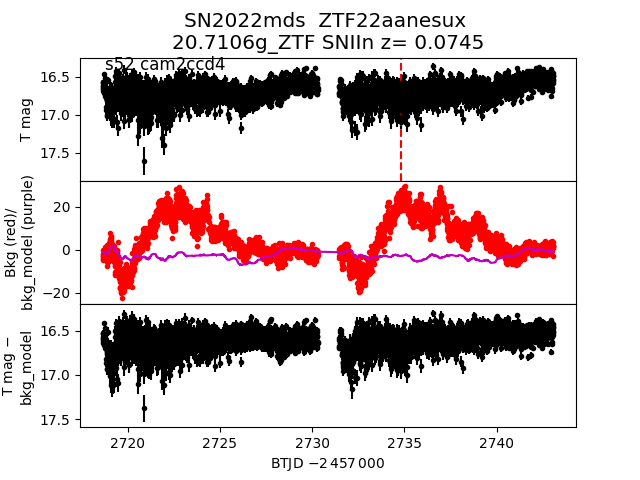 SN2022mds  ZTF22aanesux
20.7106g_ZTF SNIIn z= 0.0745
s52 cam2ccd4
16.5
17.0
17.5
T mag
20
0
−20
Bkg (red)/
bkg_model (purple)
16.5
17.0
17.5
T mag −
bkg_model
2720
2725
2730
2735
2740
BTJD −2 457 000